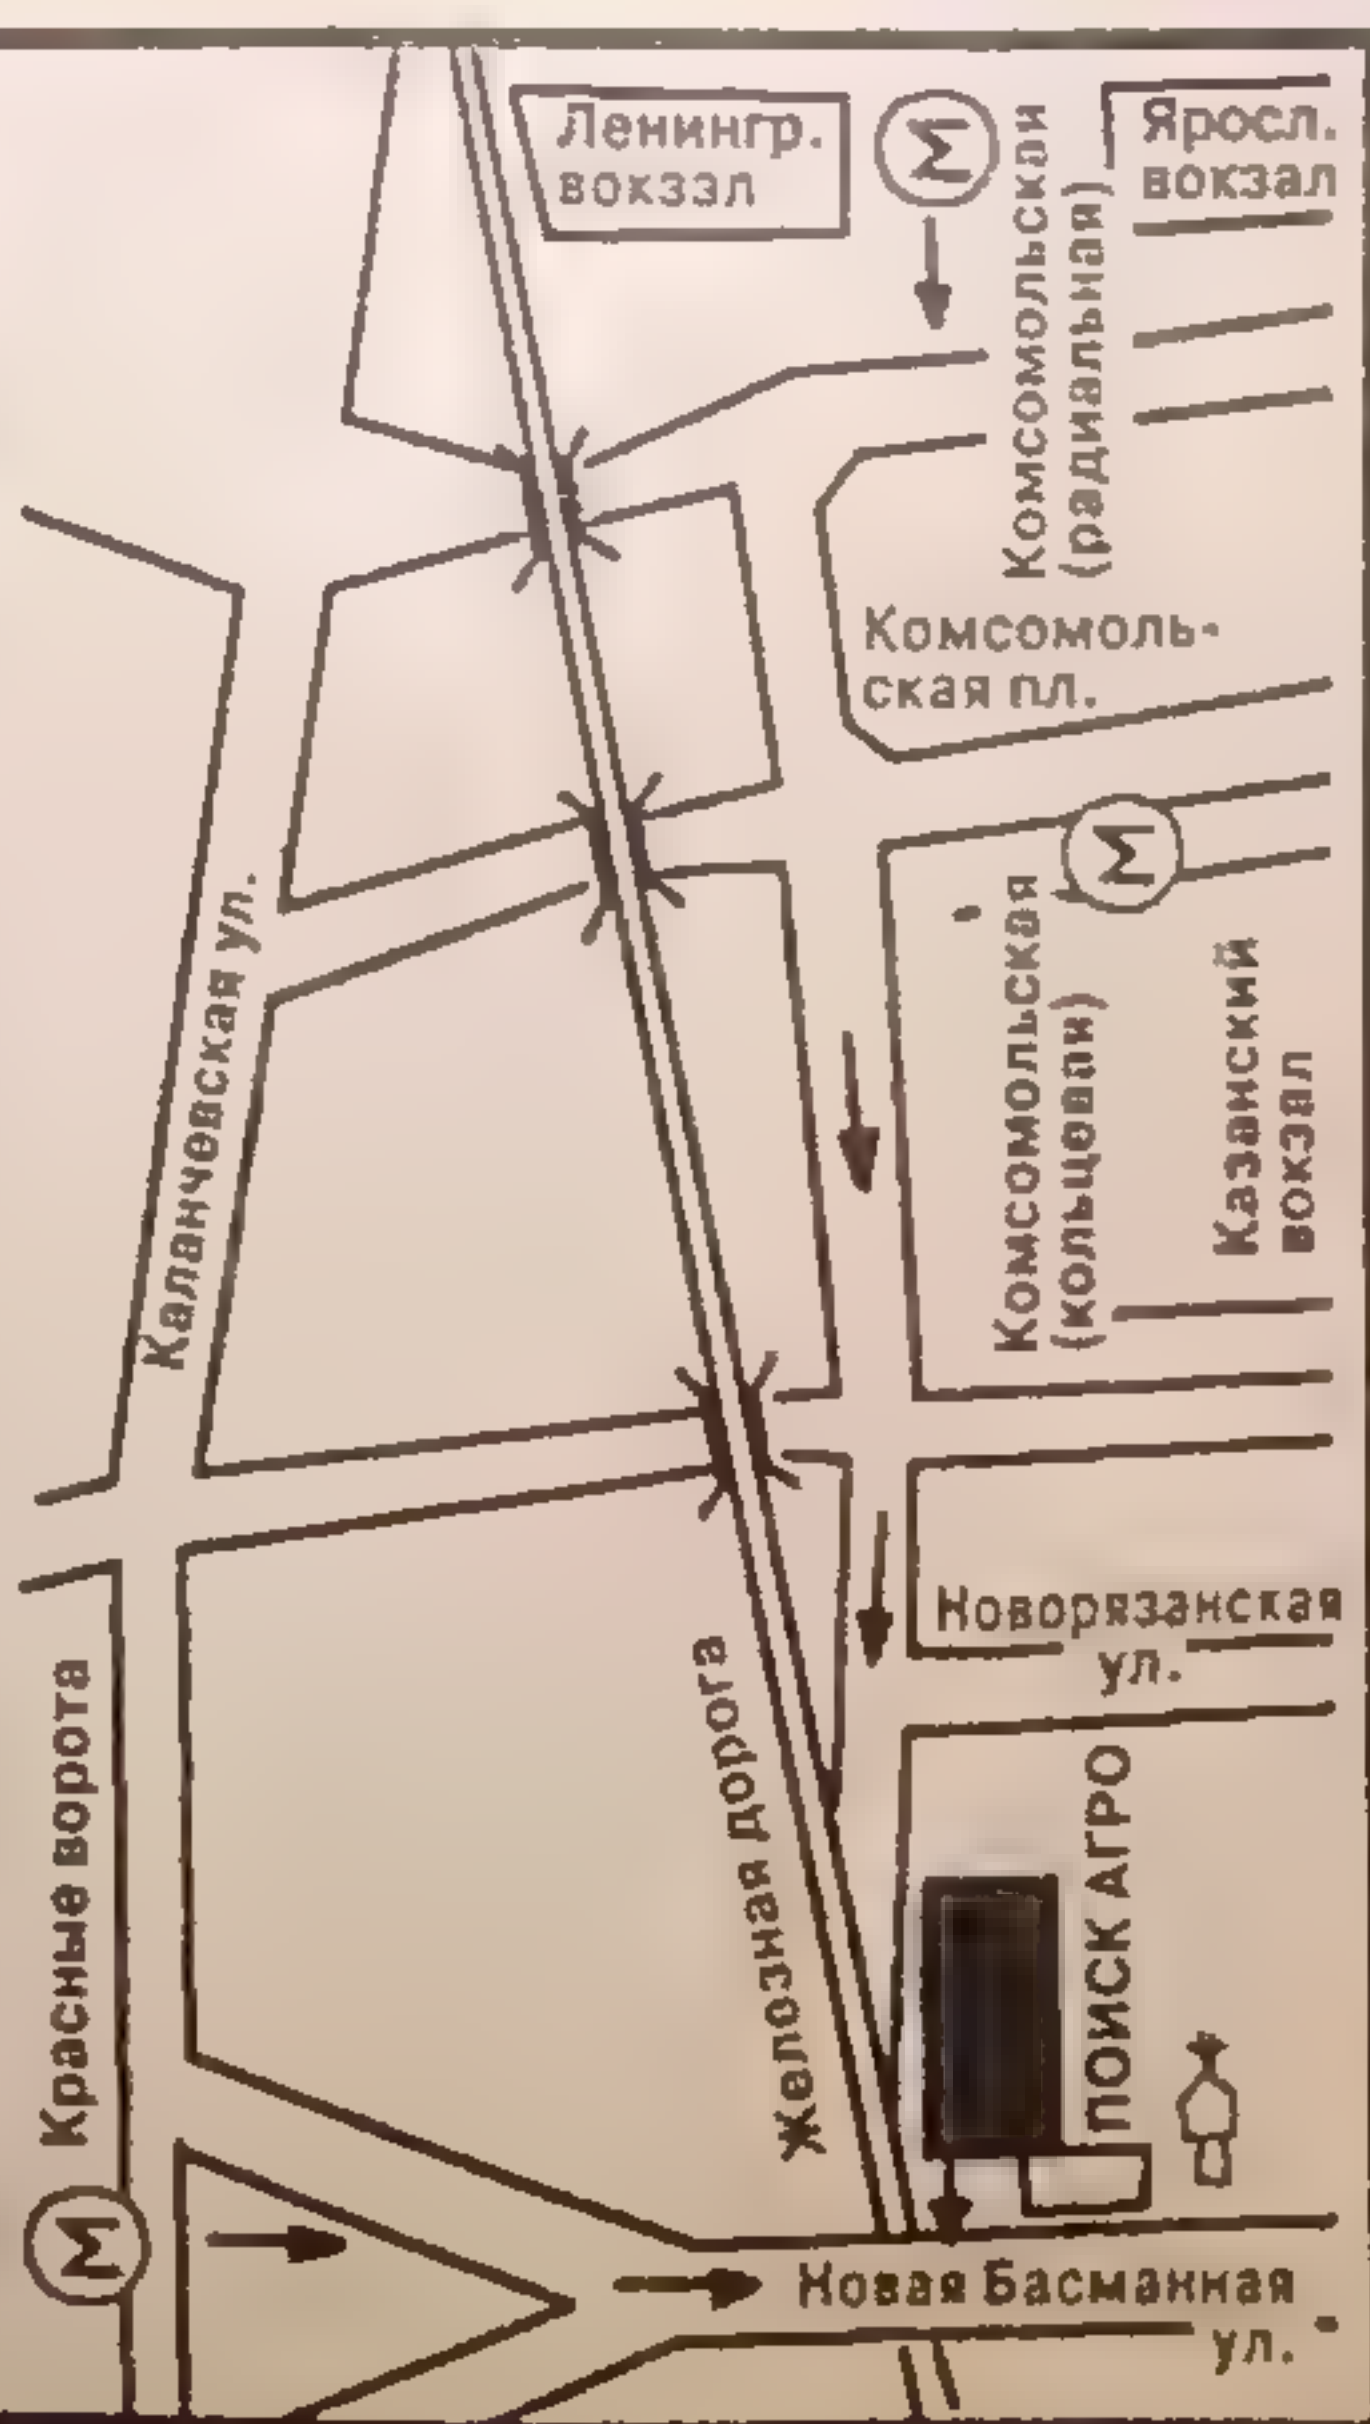 Ленингр.
вокззл
М
Комсомольская
(радиальная)
Яросл.
вокзал
Комсомоль-
ская пл.
М
Комсомольская
(кольцевая)
Казанский
вокзал
Каланчевская ул.
Новорязанская
ул.
Железная дорога
Красные ворота
М
ПОИСК АГРО
Новая Басманная
ул.